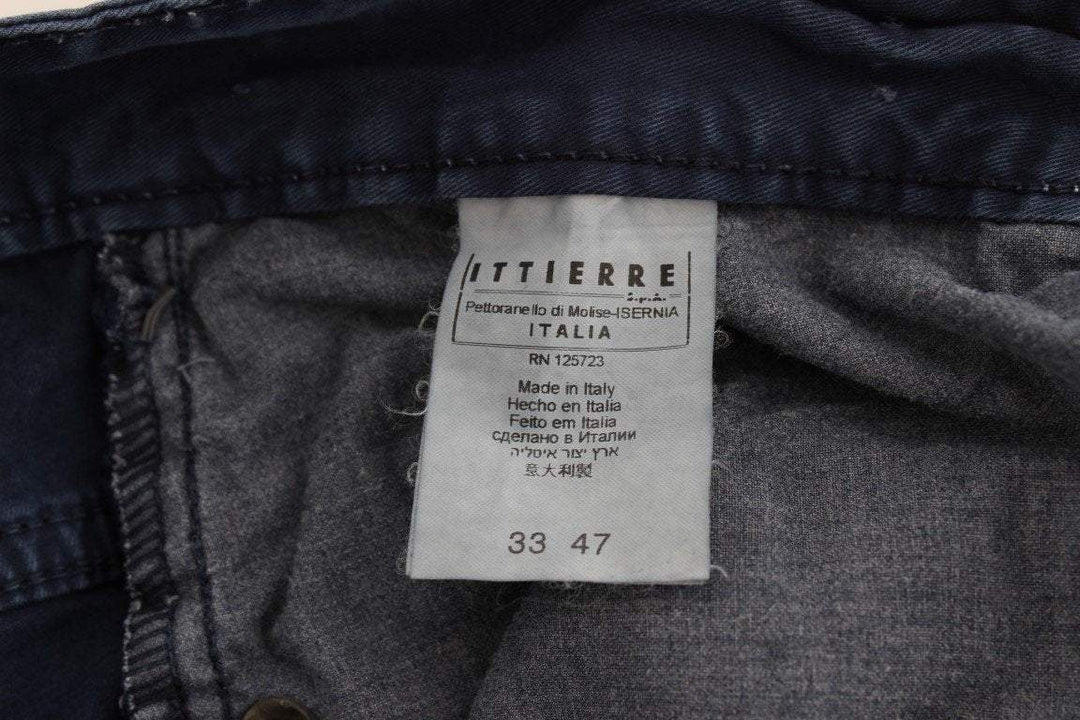 ITTIERRE
S.p.A.
Pettoranello di Molise-ISERNIA
ITALIA
RN 125723
Made in Italy
Hecho en Italia
Feito em Italia
сделано в Италии
ארץ יצור איטליה
意大利製
33 47